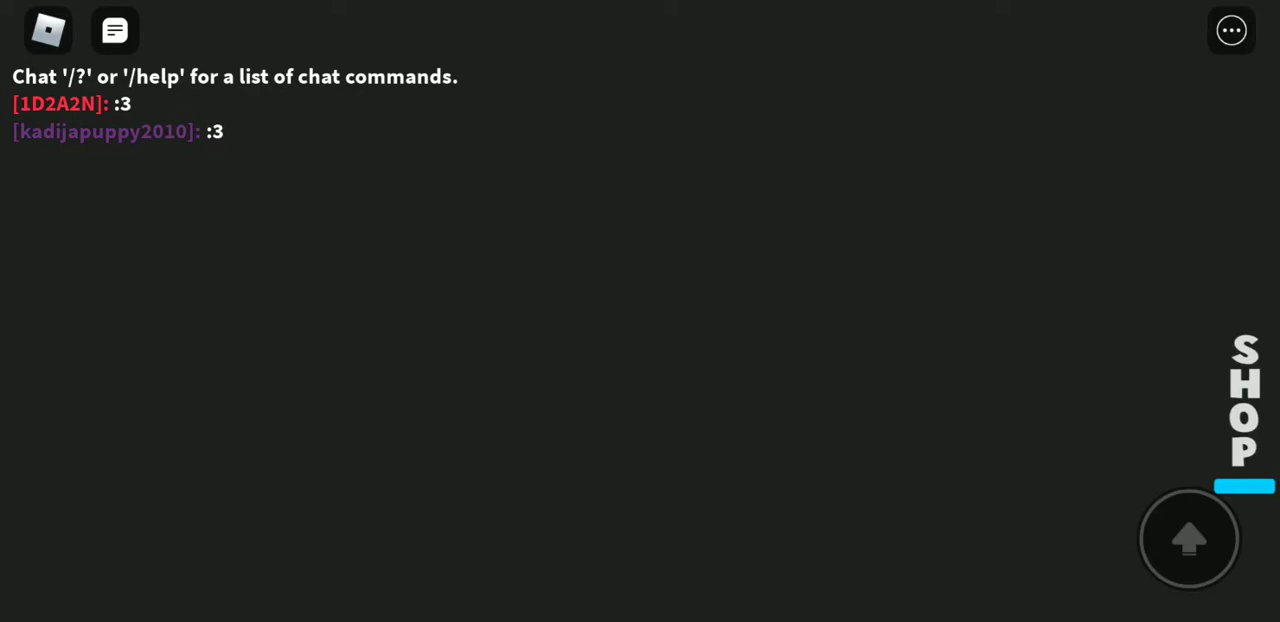 Chat '/?' or '/help' for a list of chat commands.
[1D2A2N]: :3
[kadijapuppy2010]: :3
SHOP